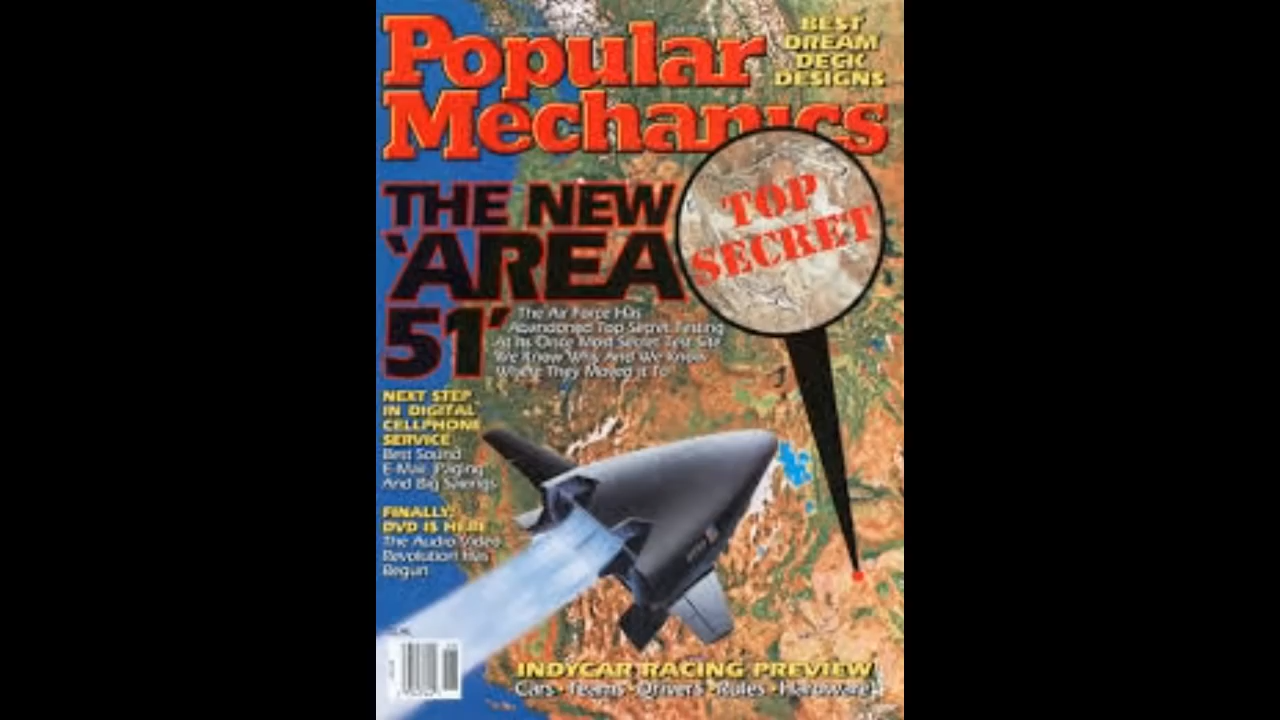 Popular
Mechanics
BEST
DREAM
DECK
DESIGNS
TOP
SECRET
THE NEW
'AREA
51'
The Air Force Has
Abandoned Top Secret Testing
At Its Once Most Secret Test Site
We Know Why And We Know
Where They Moved It To
NEXT STEP
IN DIGITAL
CELLPHONE
SERVICE
Best Sound
E-Mail, Paging
And Big Savings
FINALLY,
DVD IS HERE
The Audio Video
Revolution Has
Begun
INDYCAR RACING PREVIEW
Cars • Teams • Drivers • Rules • Hardware